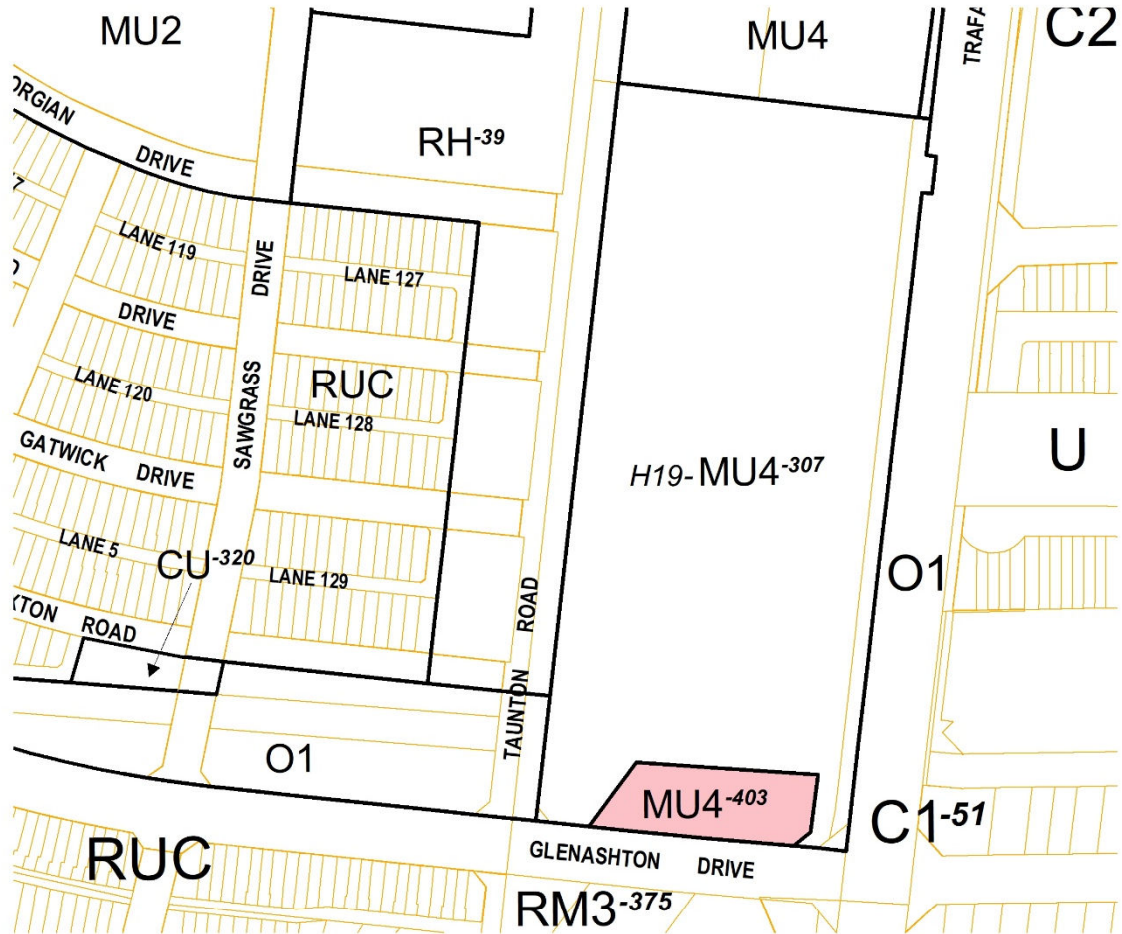 MU2
MU4
C2
TRAFA
ORGIAN DRIVE
RH-39
LANE 119
LANE 127
DRIVE
SAWGRASS DRIVE
RUC
LANE 120
LANE 128
GATWICK DRIVE
U
H19-MU4-307
LANE 5
CU-320
LANE 129
O1
XTON ROAD
TAUNTON ROAD
O1
MU4-403
C1-51
RUC
GLENASHTON DRIVE
RM3-375